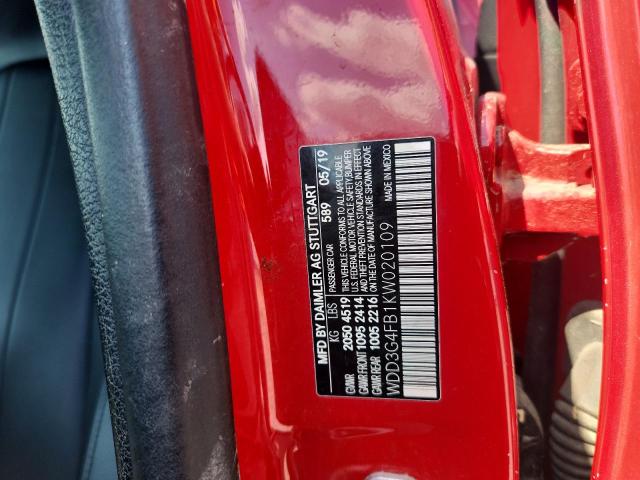 MFD BY DAIMLER AG STUTTGART
PASSENGER CAR 589 05/19
KG LBS
GVWR 2050 4519
GAWR FRONT 1095 2414
GAWR REAR 1005 2216
THIS VEHICLE CONFORMS TO ALL APPLICABLE
U.S. FEDERAL MOTOR VEHICLE SAFETY, BUMPER
AND THEFT PREVENTION STANDARDS IN EFFECT
ON THE DATE OF MANUFACTURE SHOWN ABOVE
MADE IN MEXICO
WDD3G4FB1KW020109